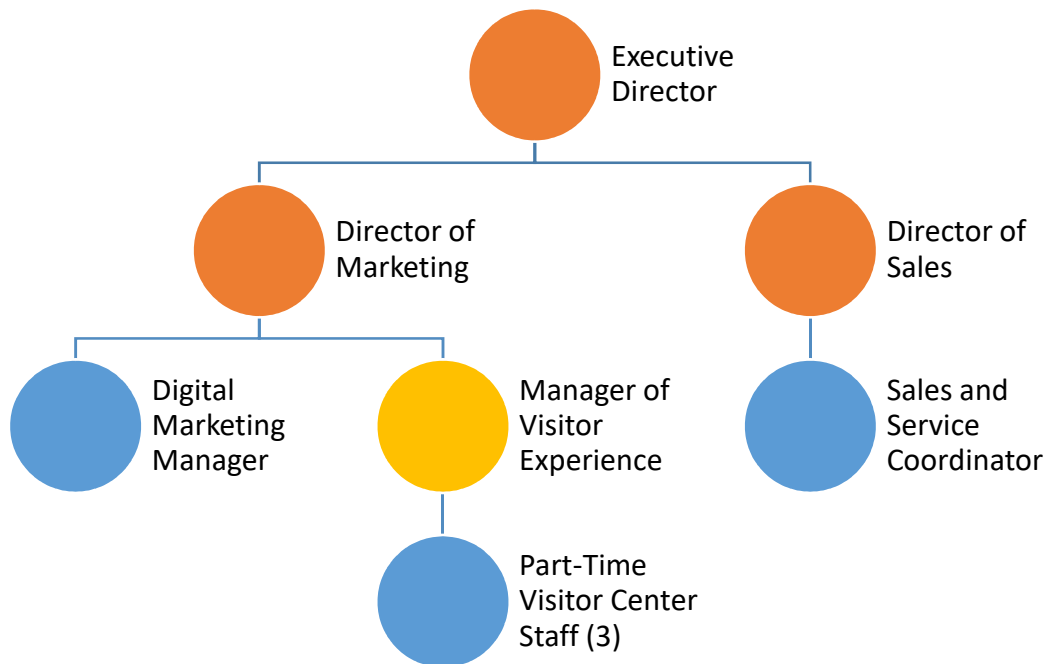 Executive
Director
Director of
Marketing
Director of
Sales
Digital
Marketing
Manager
Manager of
Visitor
Experience
Sales and
Service
Coordinator
Part-Time
Visitor Center
Staff (3)